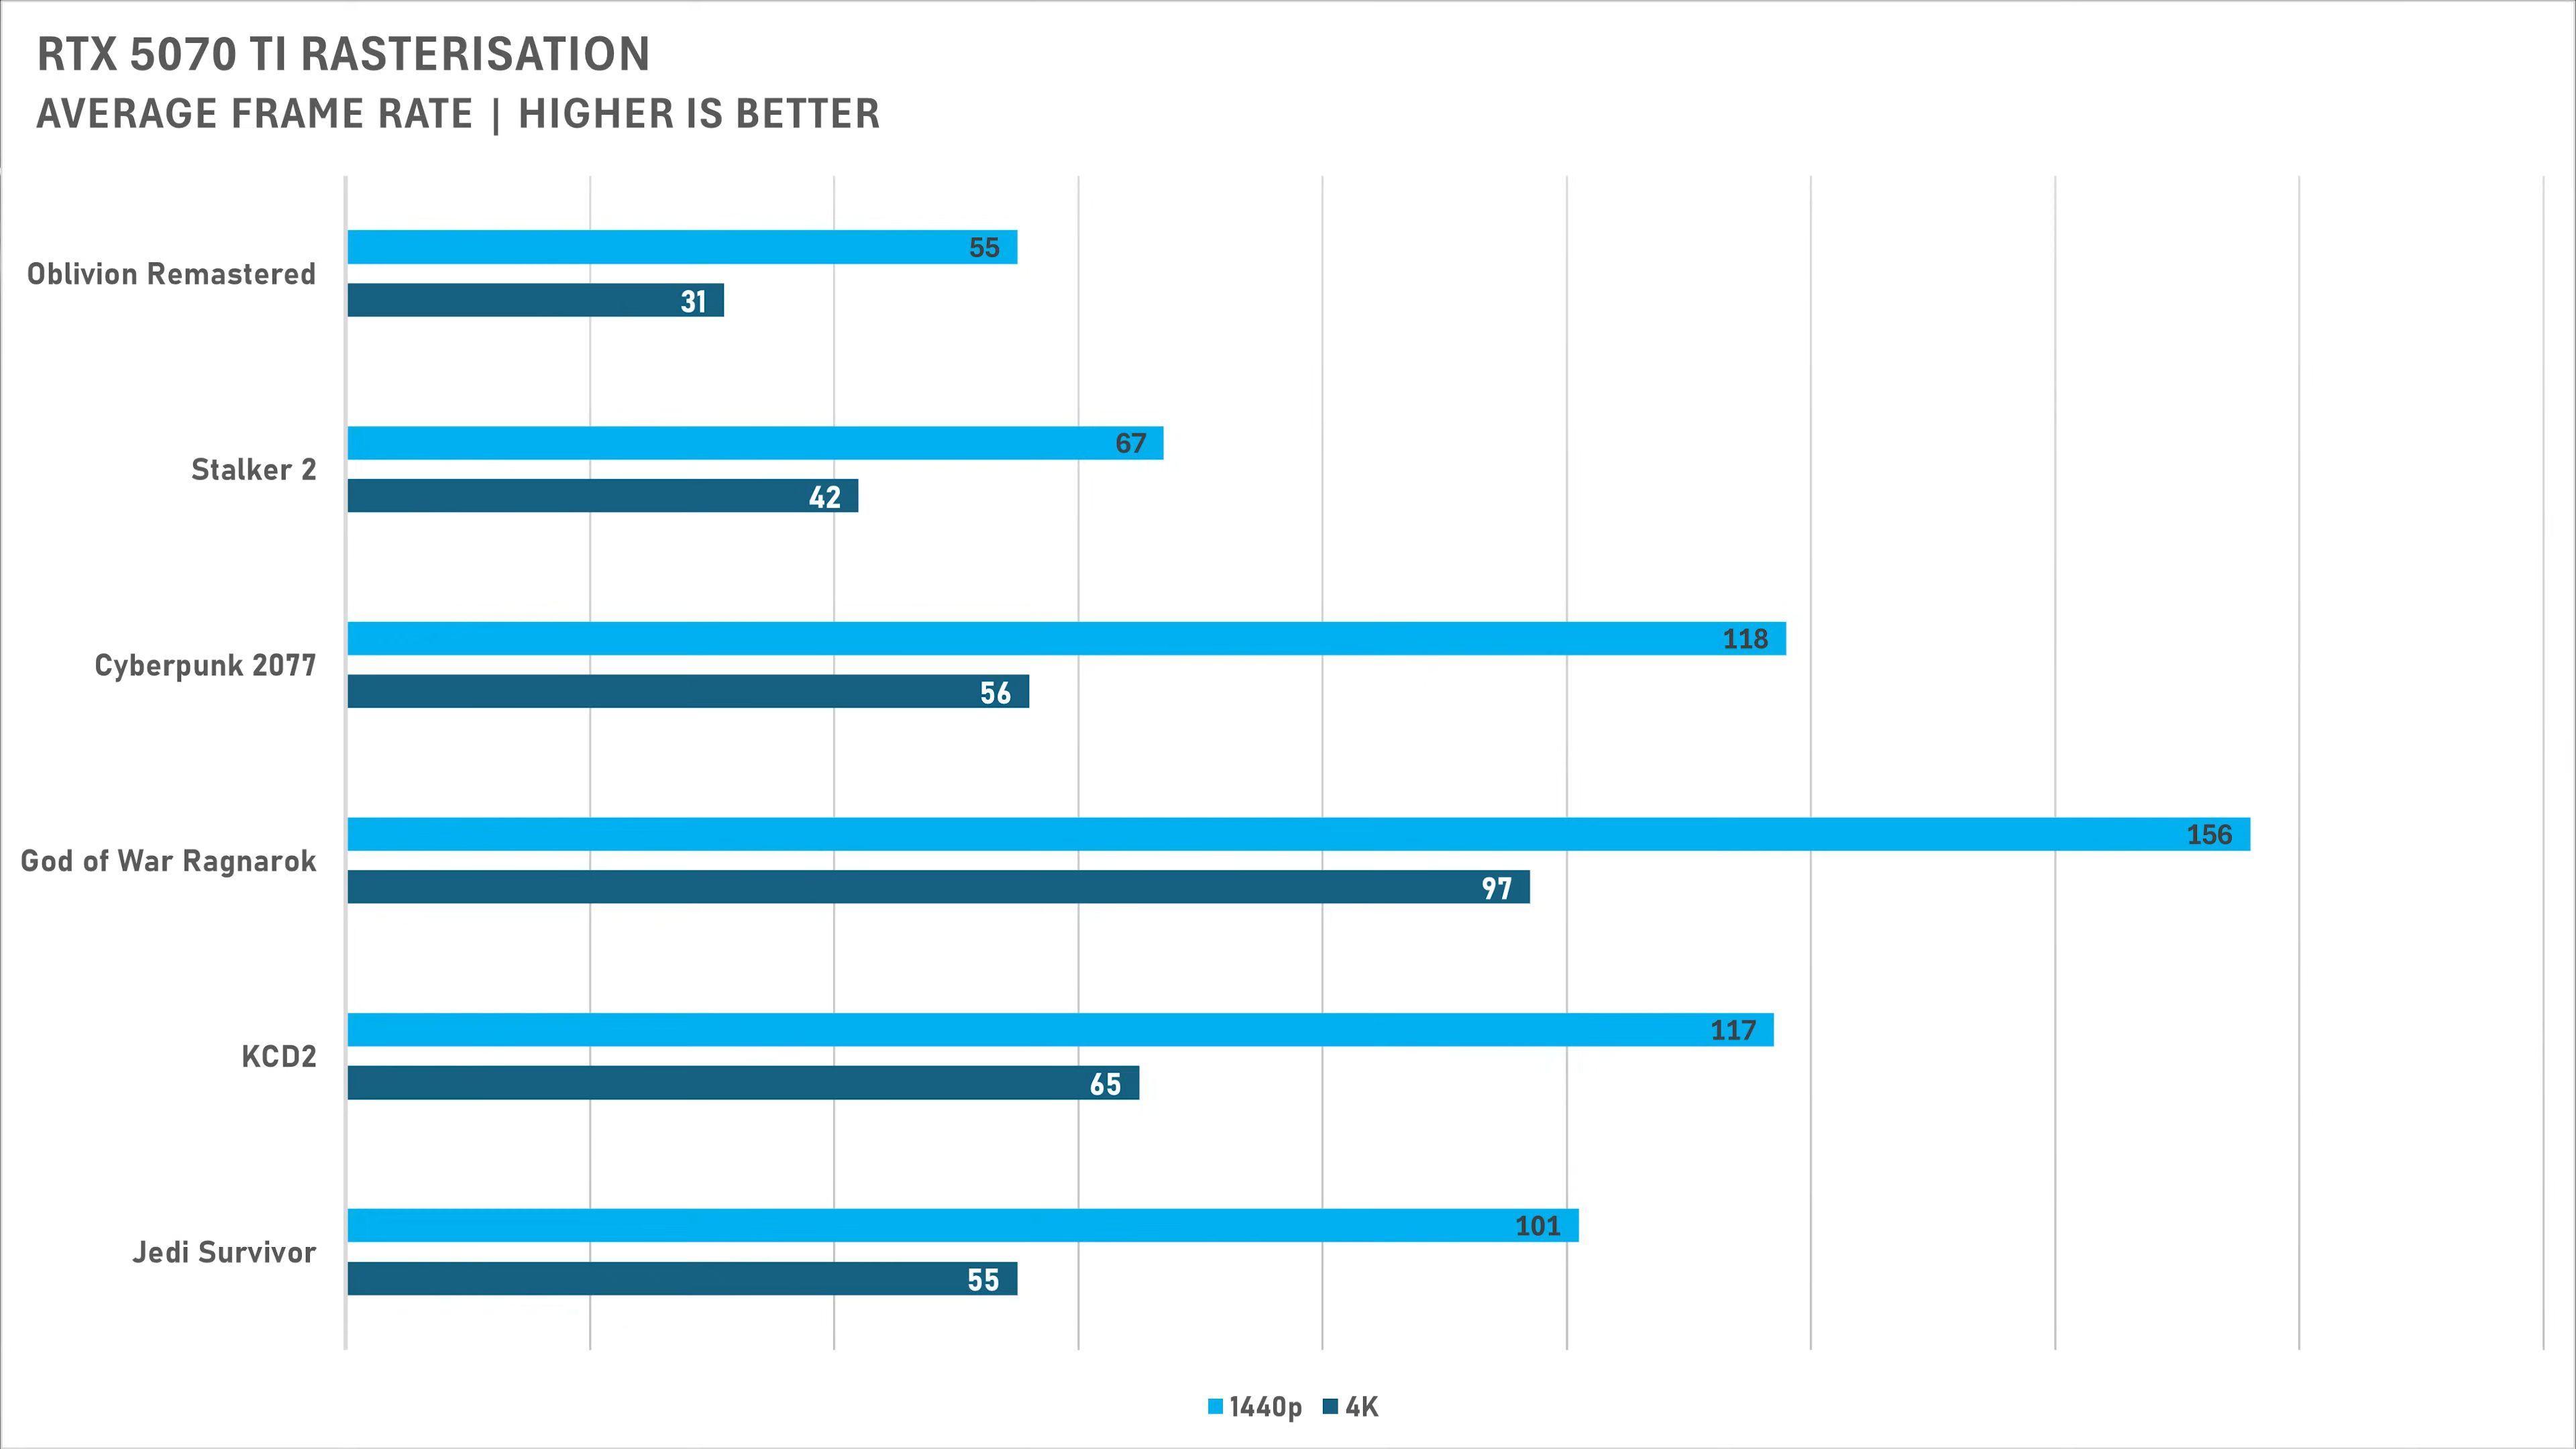 RTX 5070 TI RASTERISATION
AVERAGE FRAME RATE | HIGHER IS BETTER
Oblivion Remastered
55
31
Stalker 2
67
42
Cyberpunk 2077
118
56
God of War Ragnarok
156
97
KCD2
117
65
Jedi Survivor
101
55
1440p 4K